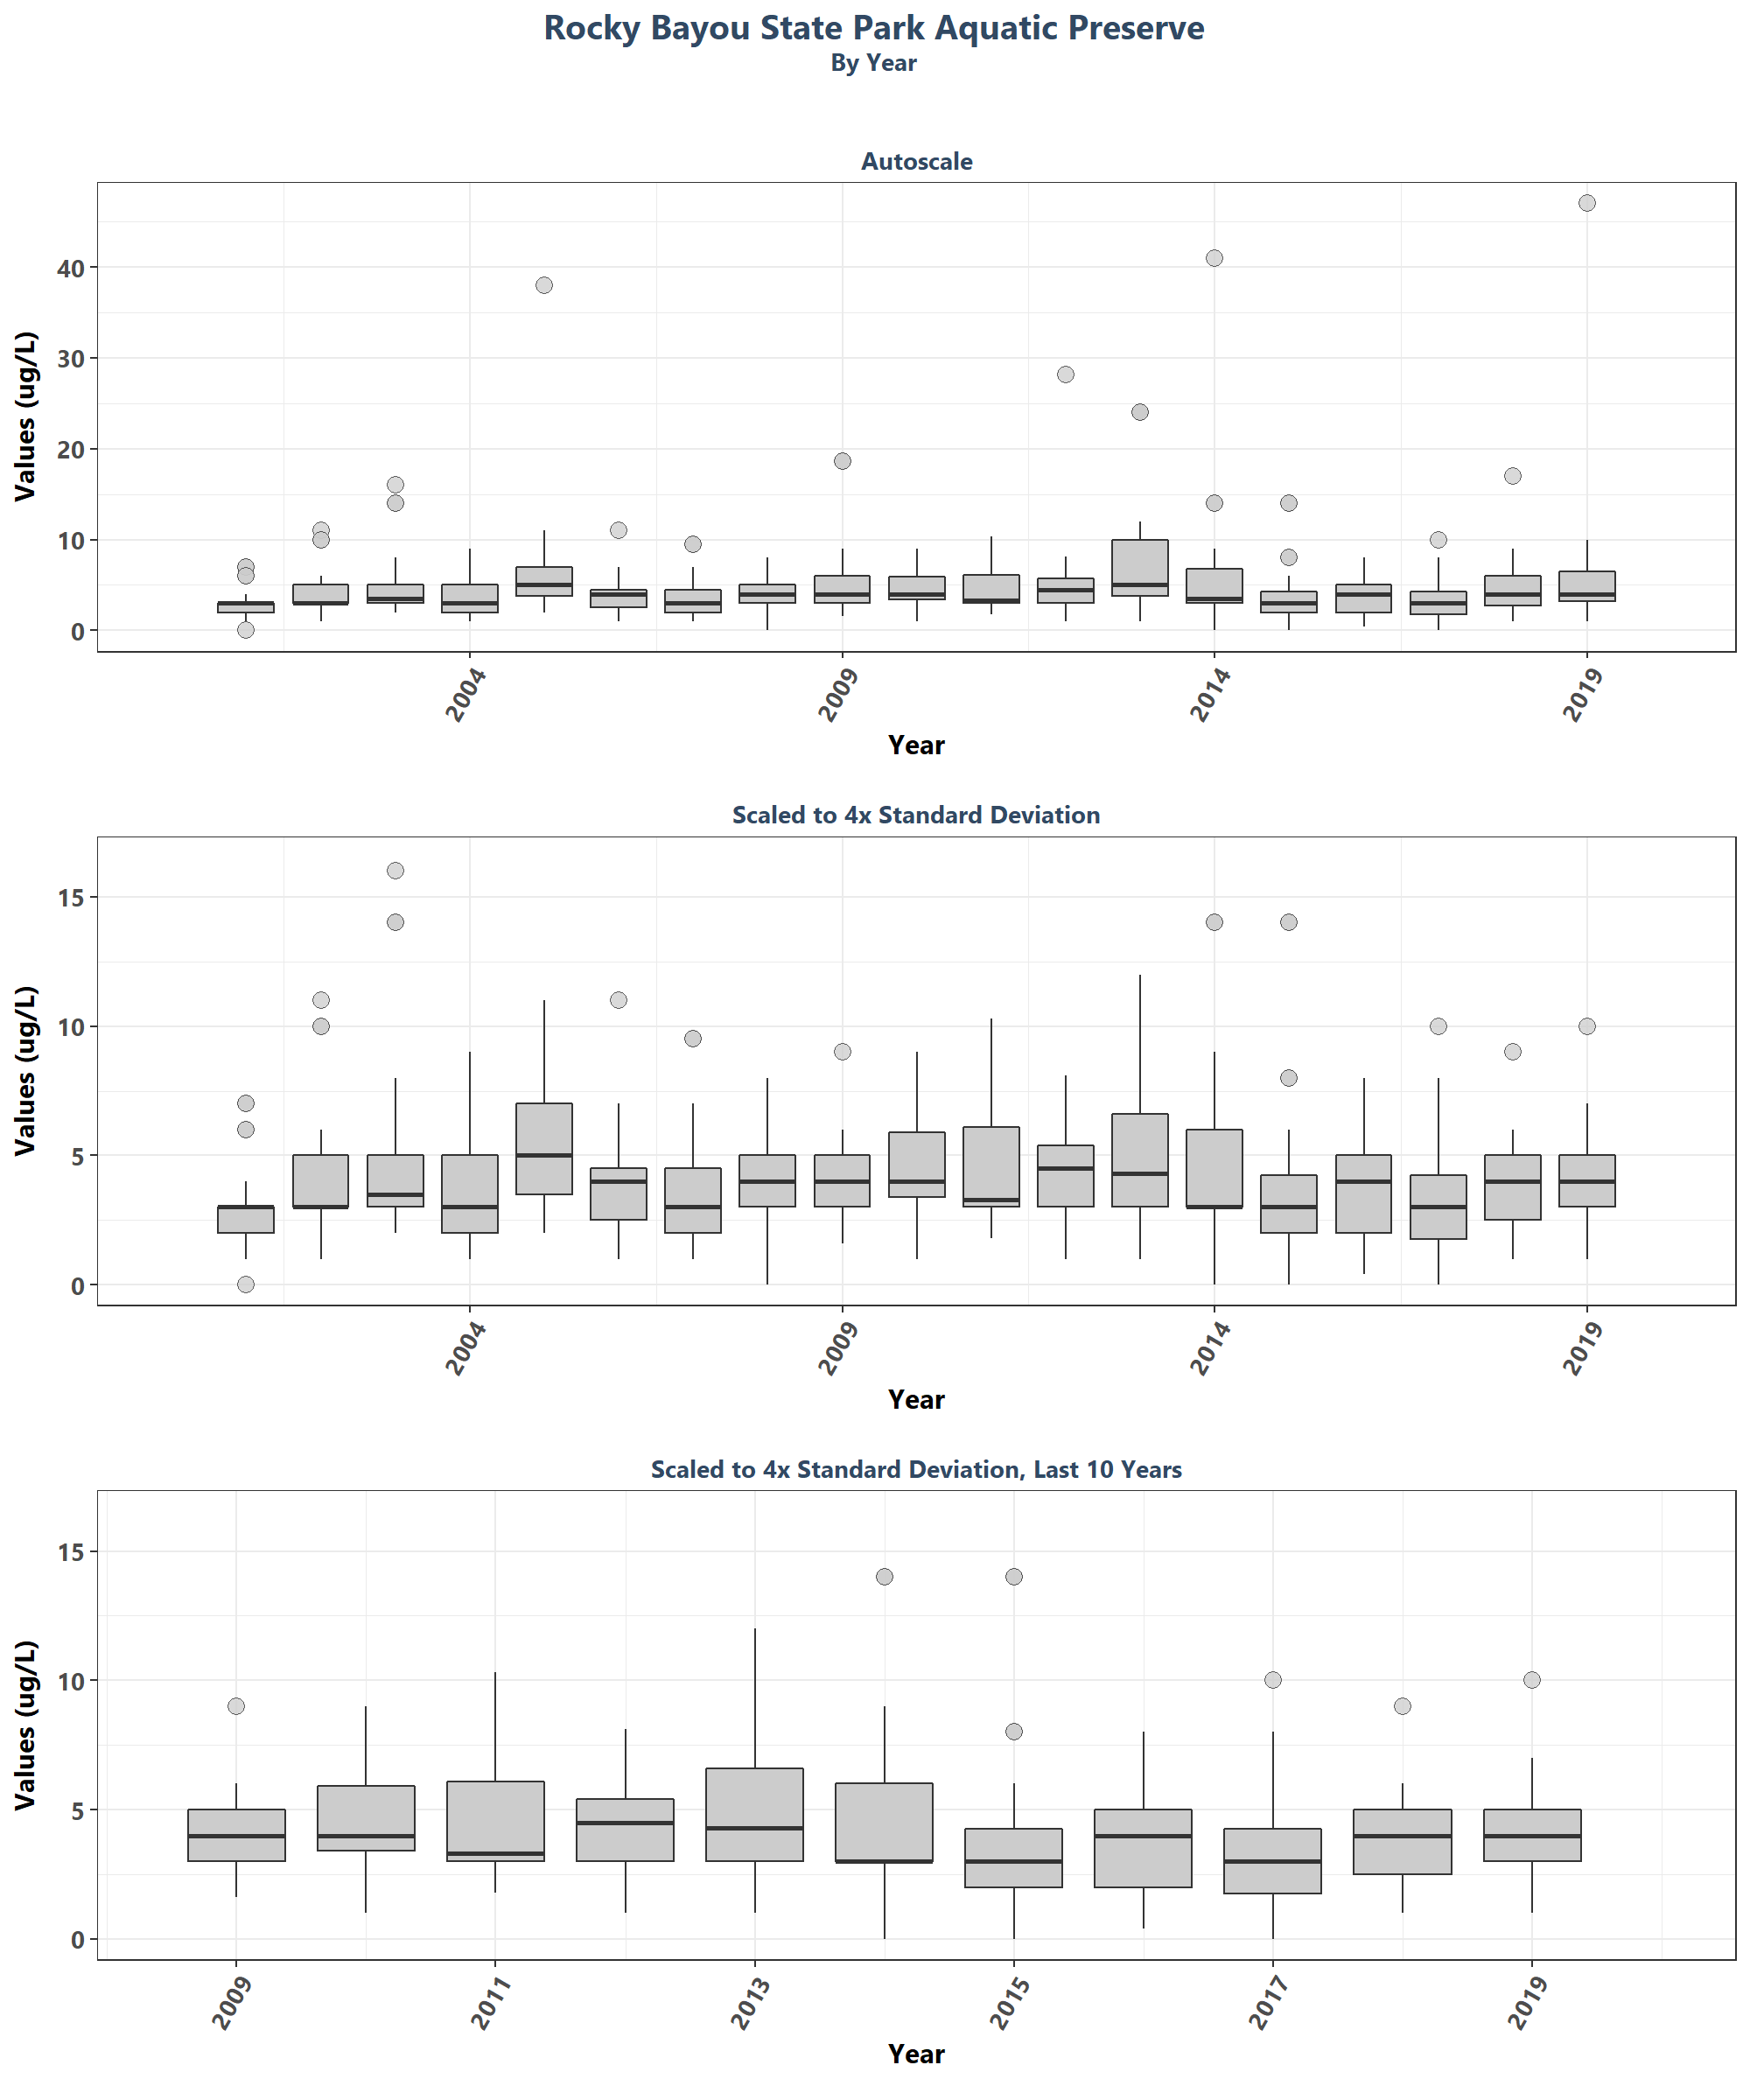 Rocky Bayou State Park Aquatic Preserve
By Year
Autoscale
Values (ug/L)
40
30
20
10
0
2004
2009
2014
2019
Year
Scaled to 4x Standard Deviation
Values (ug/L)
15
10
5
0
2004
2009
2014
2019
Year
Scaled to 4x Standard Deviation, Last 10 Years
Values (ug/L)
15
10
5
0
2009
2011
2013
2015
2017
2019
Year